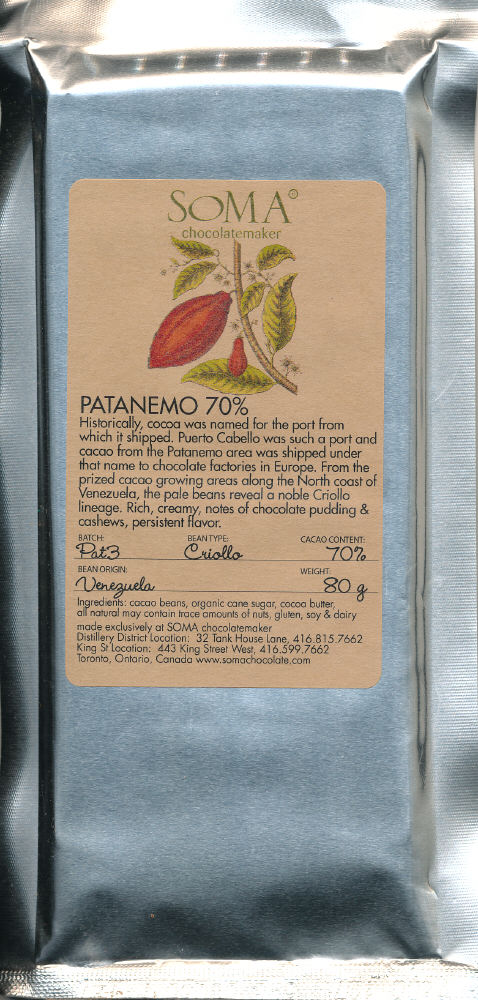 SOMA®
chocolatemaker
PATANEMO 70%
Historically, cocoa was named for the port from
which it shipped. Puerto Cabello was such a port and
cacao from the Patanemo area was shipped under
that name to chocolate factories in Europe. From the
prized cacao growing areas along the North coast of
Venezuela, the pale beans reveal a noble Criollo
lineage. Rich, creamy, notes of chocolate pudding &
cashews, persistent flavor.
BATCH: BEAN TYPE: CACAO CONTENT:
Pat3 Criollo 70%
BEAN ORIGIN: WEIGHT:
Venezuela 80 g
Ingredients: cacao beans, organic cane sugar, cocoa butter,
all natural may contain trace amounts of nuts, gluten, soy & dairy
made exclusively at SOMA chocolatemaker
Distillery District Location: 32 Tank House Lane, 416.815.7662
King St Location: 443 King Street West, 416.599.7662
Toronto, Ontario, Canada www.somachocolate.com